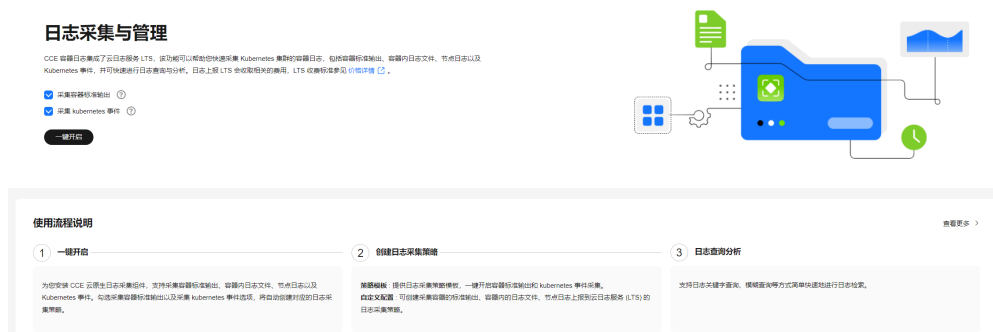 日志采集与管理
CCE 容器日志集成了云日志服务 LTS，该功能可以帮助您快速采集 Kubernetes 集群的容器日志，包括容器标准输出、容器内日志文件、节点日志以及
Kubernetes 事件，并可快速进行日志查询与分析。日志上报 LTS 会收取相关的费用，LTS 收费标准参见 价格详情 。
采集容器标准输出
采集 kubernetes 事件
一键开启
使用流程说明
查看更多
1 一键开启
2 创建日志采集策略
3 日志查询分析
为您安装 CCE 云原生日志采集组件，支持采集容器标准输出、容器内日志文件、节点日志以及
Kubernetes 事件。勾选采集容器标准输出以及采集 kubernetes 事件选项，将自动创建对应的日志采
集策略。
策略模板：提供日志采集策略模板，一键开启容器标准输出和 kubernetes 事件采集。
自定义配置：可创建采集容器的标准输出、容器内的日志文件、节点日志上报到云日志服务 (LTS) 的
日志采集策略。
支持日志关键字查询、模糊查询等方式简单快速地进行日志检索。